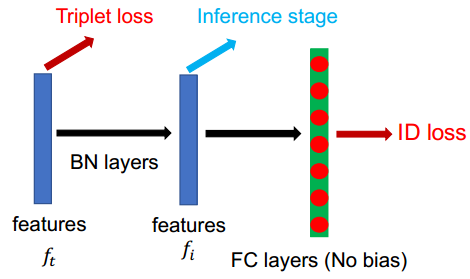 Triplet loss
Inference stage
ID loss
BN layers
features
features
f_t
f_i
FC layers (No bias)